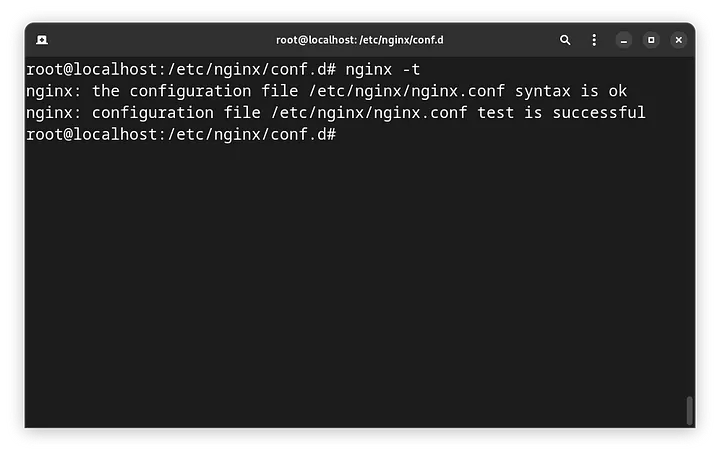 root@localhost: /etc/nginx/conf.d
root@localhost:/etc/nginx/conf.d# nginx -t
nginx: the configuration file /etc/nginx/nginx.conf syntax is ok
nginx: configuration file /etc/nginx/nginx.conf test is successful
root@localhost:/etc/nginx/conf.d#